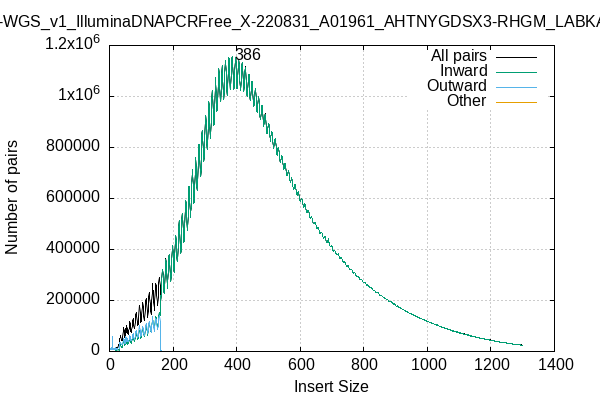 -WGS_v1_IlluminaDNAPCRFree_X-220831_A01961_AHTNYGDSX3-RHGM_LABKA
1.2x10^6
1x10^6
800000
600000
400000
200000
0
Number of pairs
386
All pairs
Inward
Outward
Other
0 200 400 600 800 1000 1200 1400
Insert Size